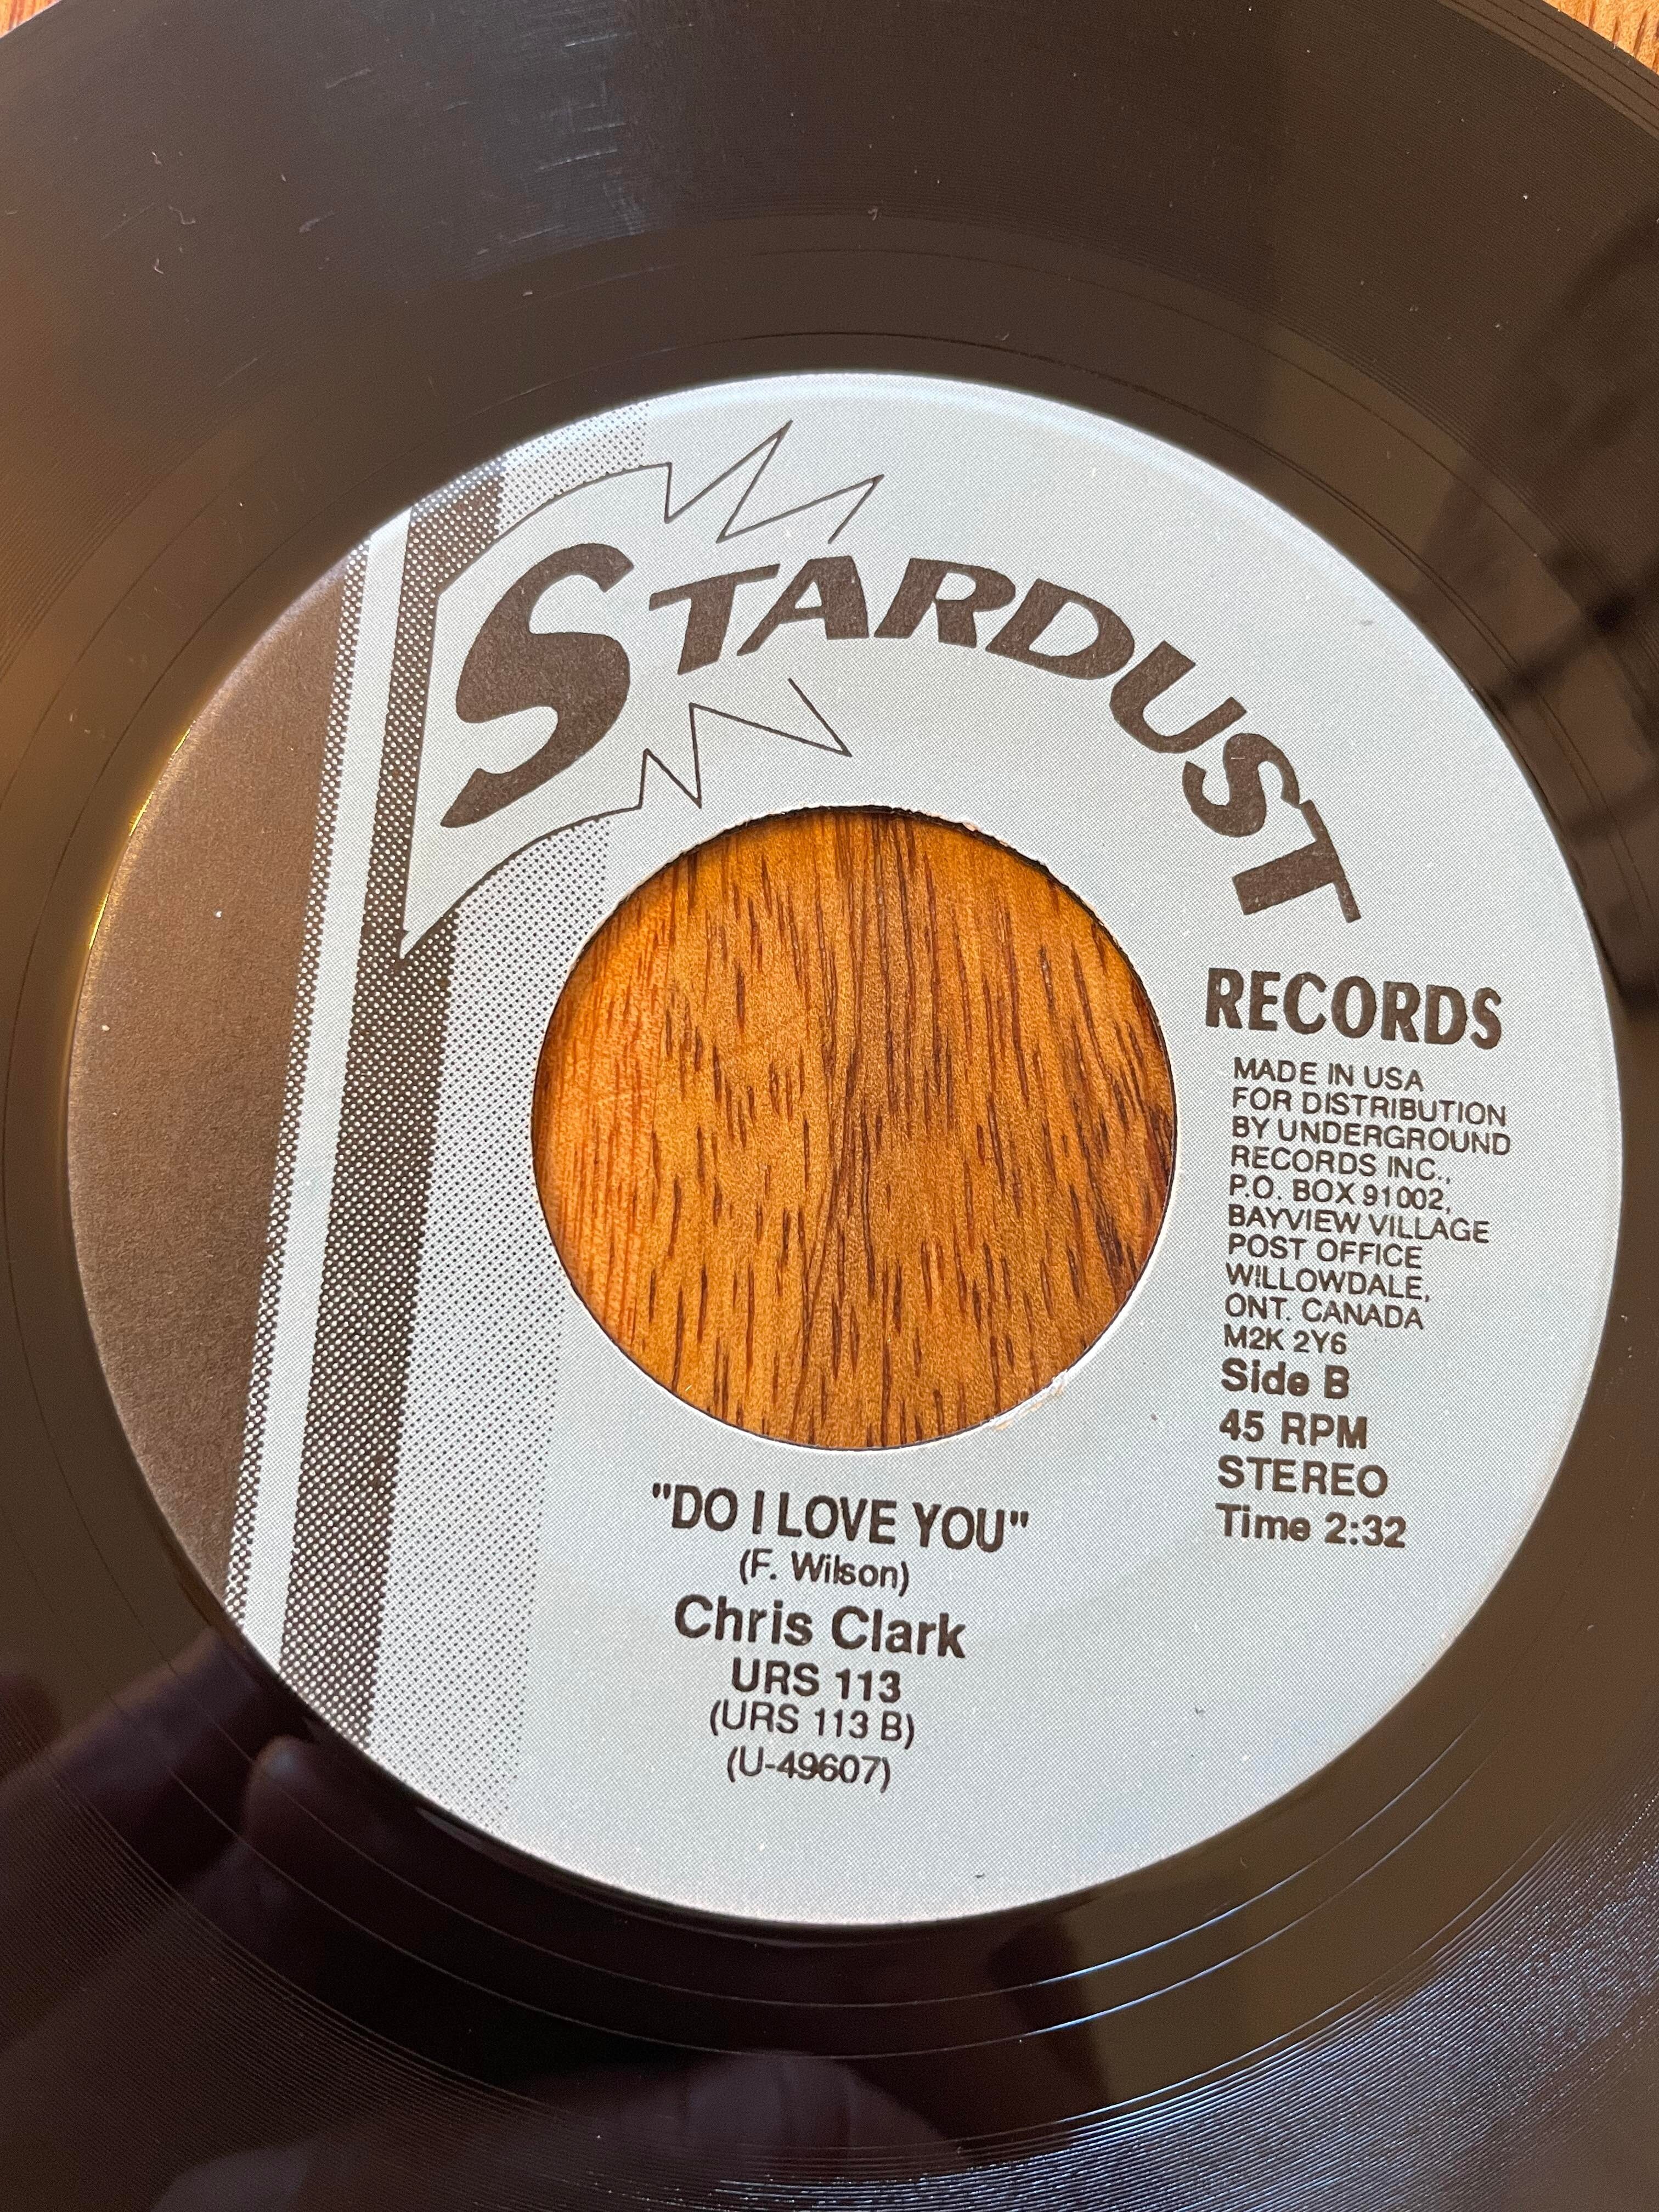 STARDUST
RECORDS
MADE IN USA
FOR DISTRIBUTION
BY UNDERGROUND
RECORDS INC.,
P.O. BOX 91002,
BAYVIEW VILLAGE
POST OFFICE
WILLOWDALE,
ONT. CANADA
M2K 2Y6
Side B
45 RPM
STEREO
Time 2:32
"DO I LOVE YOU"
(F. Wilson)
Chris Clark
URS 113
(URS 113 B)
(U-49607)